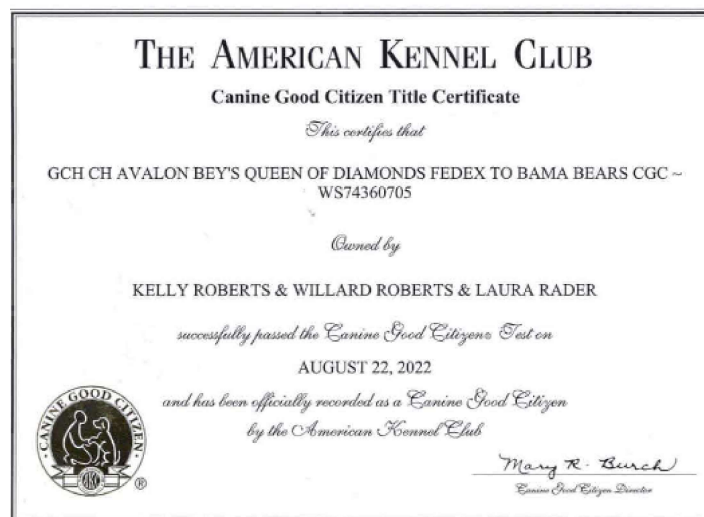 THE AMERICAN KENNEL CLUB
Canine Good Citizen Title Certificate
This certifies that
GCH CH AVALON BEY'S QUEEN OF DIAMONDS FEDEX TO BAMA BEARS CGC ~
WS74360705
Owned by
KELLY ROBERTS & WILLARD ROBERTS & LAURA RADER
successfully passed the Canine Good Citizen® Test on
AUGUST 22, 2022
and has been officially recorded as a Canine Good Citizen
by the American Kennel Club
·CANINE GOOD CITIZEN·
AKC
®
Mary R. Burch
Canine Good Citizen Director